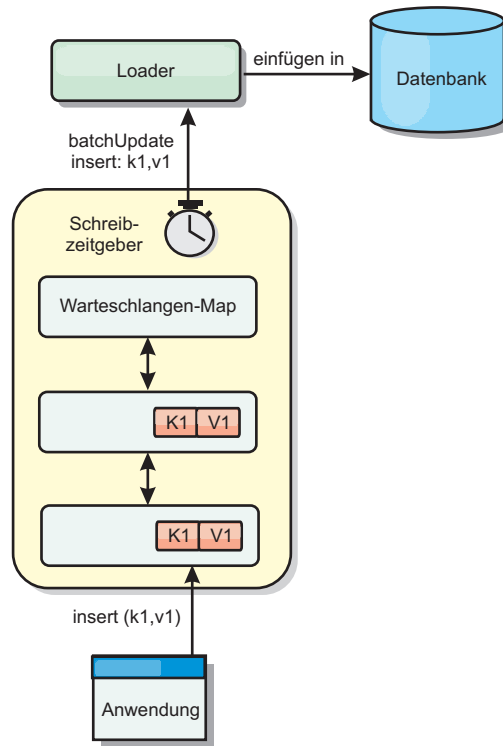 Loader
einfügen in
Datenbank
batchUpdate
insert: k1,v1
Schreib-
zeitgeber
Warteschlangen-Map
K1 V1
K1 V1
insert (k1,v1)
Anwendung